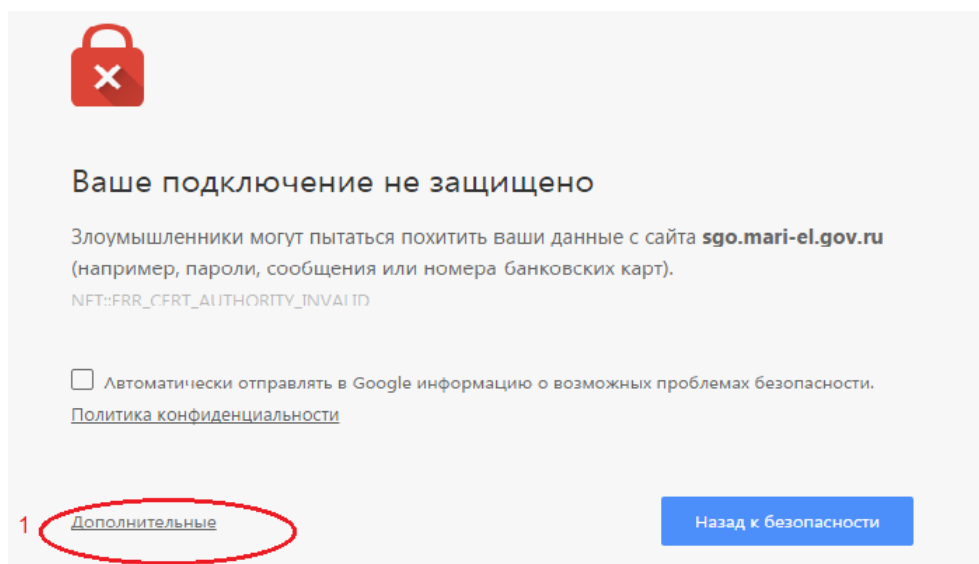 Ваше подключение не защищено
Злоумышленники могут пытаться похитить ваши данные с сайта sgo.mari-el.gov.ru
(например, пароли, сообщения или номера банковских карт).
NET::ERR_CERT_AUTHORITY_INVALID
Автоматически отправлять в Google информацию о возможных проблемах безопасности.
Политика конфиденциальности
1 Дополнительные
Назад к безопасности